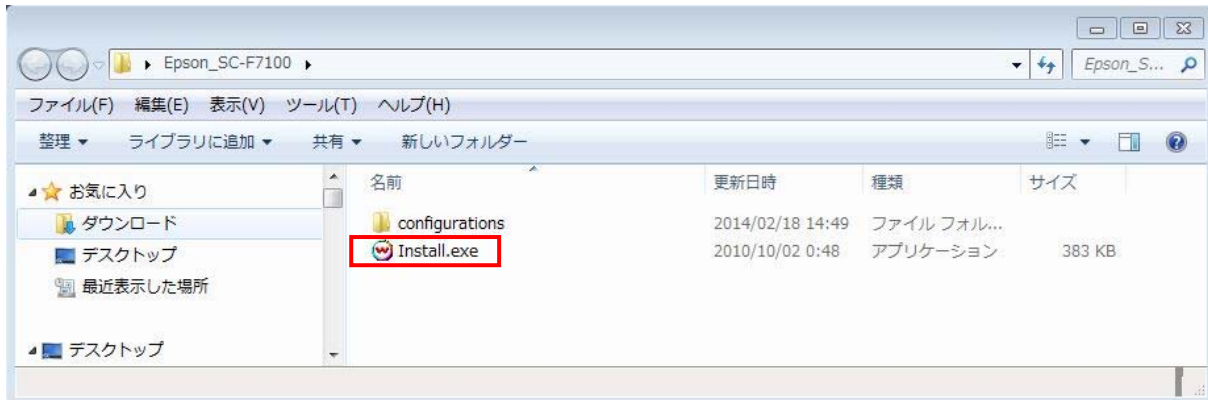 Epson_SC-F7100
Epson_S...
ファイル(F) 編集(E) 表示(V) ツール(T) ヘルプ(H)
整理 ライブラリに追加 共有 新しいフォルダー
名前 更新日時 種類 サイズ
お気に入り
ダウンロード
デスクトップ
最近表示した場所
デスクトップ
configurations 2014/02/18 14:49 ファイル フォル...
Install.exe 2010/10/02 0:48 アプリケーション 383 KB